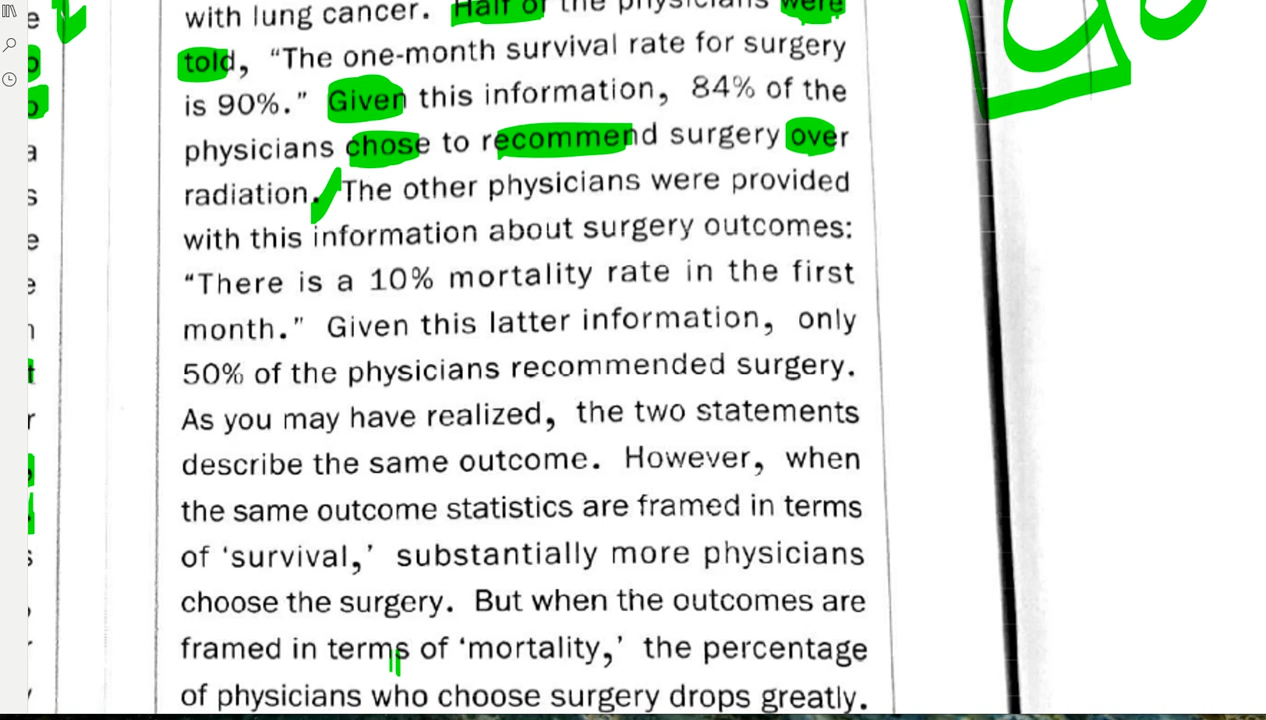 with lung cancer. Half of the physicians were
told, “The one-month survival rate for surgery
is 90%.” Given this information, 84% of the
physicians chose to recommend surgery over
radiation. The other physicians were provided
with this information about surgery outcomes:
“There is a 10% mortality rate in the first
month.” Given this latter information, only
50% of the physicians recommended surgery.
As you may have realized, the two statements
describe the same outcome. However, when
the same outcome statistics are framed in terms
of ‘survival,’ substantially more physicians
choose the surgery. But when the outcomes are
framed in terms of ‘mortality,’ the percentage
of physicians who choose surgery drops greatly.